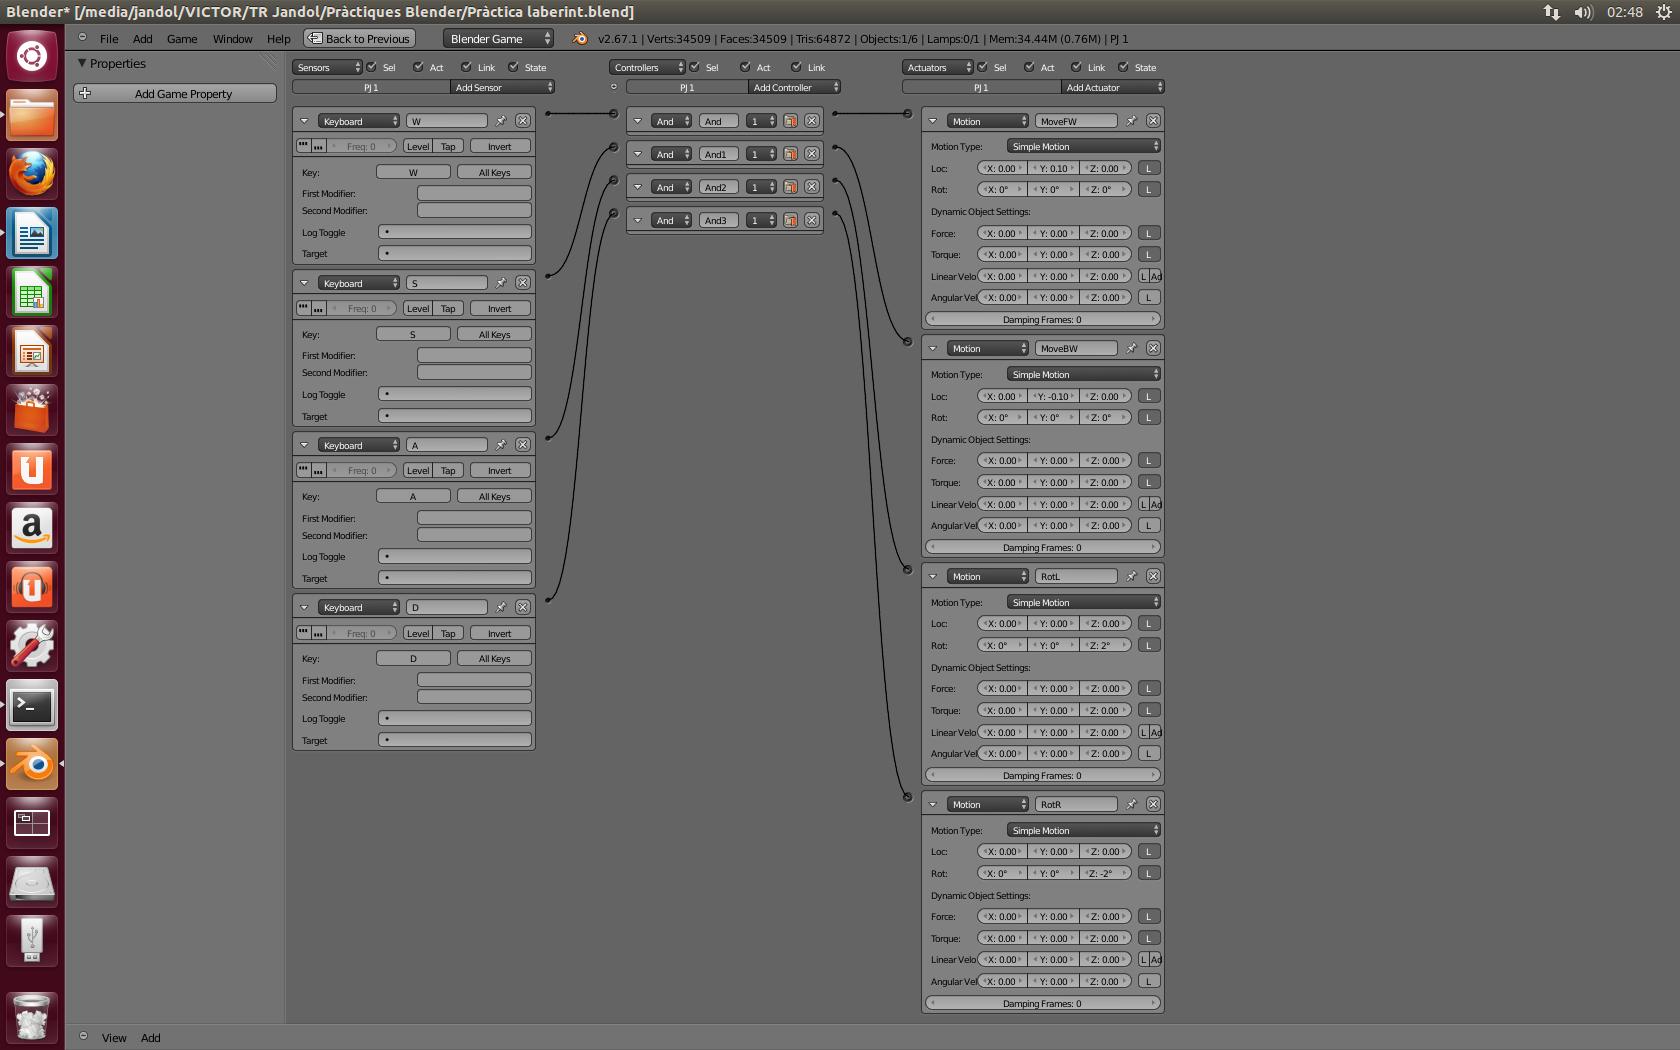 Blender* [/media/jandol/VICTOR/TR Jandol/Pràctiques Blender/Pràctica laberint.blend]
02:48
File Add Game Window Help Back to Previous Blender Game v2.67.1 | Verts:34509 | Faces:34509 | Tris:64872 | Objects:1/6 | Lamps:0/1 | Mem:34.44M (0.76M) | PJ 1
Properties
Add Game Property
Sensors Sel Act Link State
PJ 1 Add Sensor
Keyboard W
Freq: 0 Level Tap Invert
Key: W All Keys
First Modifier:
Second Modifier:
Log Toggle
Target
Keyboard S
Freq: 0 Level Tap Invert
Key: S All Keys
First Modifier:
Second Modifier:
Log Toggle
Target
Keyboard A
Freq: 0 Level Tap Invert
Key: A All Keys
First Modifier:
Second Modifier:
Log Toggle
Target
Keyboard D
Freq: 0 Level Tap Invert
Key: D All Keys
First Modifier:
Second Modifier:
Log Toggle
Target
Controllers Sel Act Link
PJ 1 Add Controller
And And 1
And And1 1
And And2 1
And And3 1
Actuators Sel Act Link State
PJ 1 Add Actuator
Motion MoveFW
Motion Type: Simple Motion
Loc: X: 0.00 Y: 0.10 Z: 0.00 L
Rot: X: 0° Y: 0° Z: 0° L
Dynamic Object Settings:
Force: X: 0.00 Y: 0.00 Z: 0.00 L
Torque: X: 0.00 Y: 0.00 Z: 0.00 L
Linear Velo X: 0.00 Y: 0.00 Z: 0.00 L Ad
Angular Vel X: 0.00 Y: 0.00 Z: 0.00 L
Damping Frames: 0
Motion MoveBW
Motion Type: Simple Motion
Loc: X: 0.00 Y: -0.10 Z: 0.00 L
Rot: X: 0° Y: 0° Z: 0° L
Dynamic Object Settings:
Force: X: 0.00 Y: 0.00 Z: 0.00 L
Torque: X: 0.00 Y: 0.00 Z: 0.00 L
Linear Velo X: 0.00 Y: 0.00 Z: 0.00 L Ad
Angular Vel X: 0.00 Y: 0.00 Z: 0.00 L
Damping Frames: 0
Motion RotL
Motion Type: Simple Motion
Loc: X: 0.00 Y: 0.00 Z: 0.00 L
Rot: X: 0° Y: 0° Z: 2° L
Dynamic Object Settings:
Force: X: 0.00 Y: 0.00 Z: 0.00 L
Torque: X: 0.00 Y: 0.00 Z: 0.00 L
Linear Velo X: 0.00 Y: 0.00 Z: 0.00 L Ad
Angular Vel X: 0.00 Y: 0.00 Z: 0.00 L
Damping Frames: 0
Motion RotR
Motion Type: Simple Motion
Loc: X: 0.00 Y: 0.00 Z: 0.00 L
Rot: X: 0° Y: 0° Z: -2° L
Dynamic Object Settings:
Force: X: 0.00 Y: 0.00 Z: 0.00 L
Torque: X: 0.00 Y: 0.00 Z: 0.00 L
Linear Velo X: 0.00 Y: 0.00 Z: 0.00 L Ad
Angular Vel X: 0.00 Y: 0.00 Z: 0.00 L
Damping Frames: 0
View Add